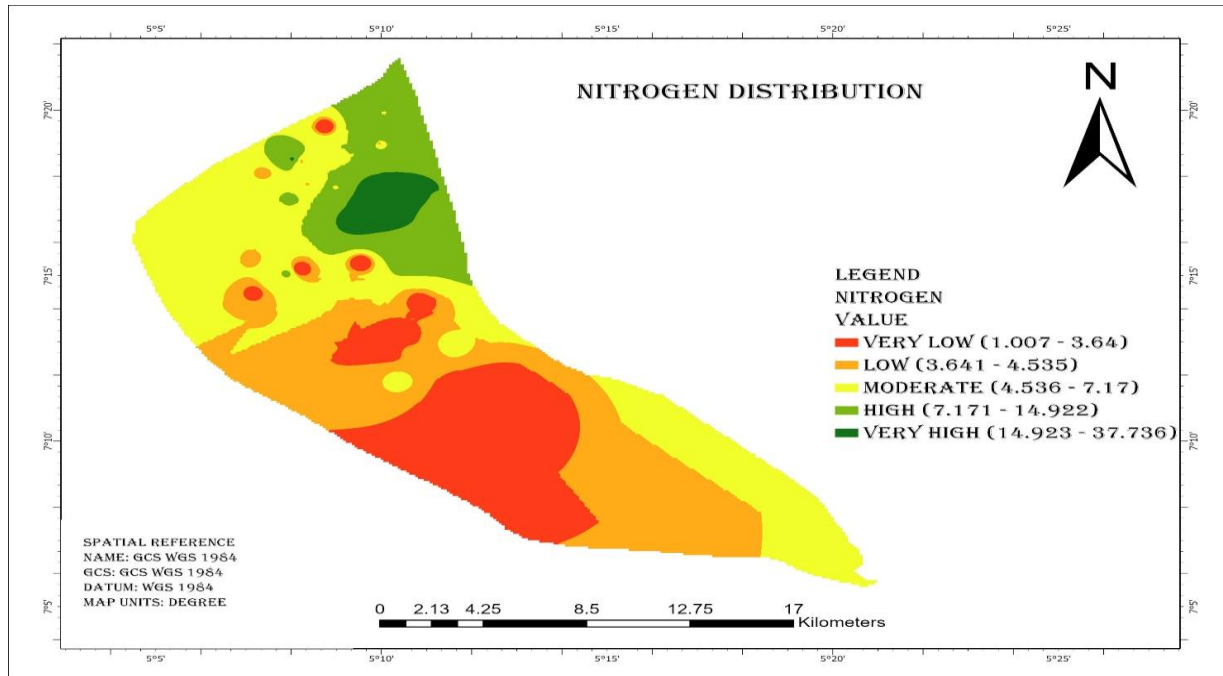 5°5' 5°10' 5°15' 5°20' 5°25'
NITROGEN DISTRIBUTION
N
7°20' 7°20'
7°15' 7°15'
LEGEND
NITROGEN
VALUE
VERY LOW (1.007 - 3.64)
LOW (3.641 - 4.535)
MODERATE (4.536 - 7.17)
HIGH (7.171 - 14.922)
VERY HIGH (14.923 - 37.736)
7°10' 7°10'
SPATIAL REFERENCE
NAME: GCS WGS 1984
GCS: GCS WGS 1984
DATUM: WGS 1984
MAP UNITS: DEGREE
7°5' 7°5'
0 2.13 4.25 8.5 12.75 17
Kilometers
5°5' 5°10' 5°15' 5°20' 5°25'